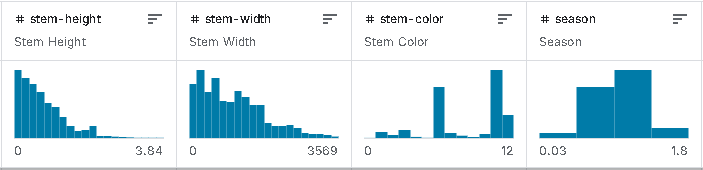 # stem-height
Stem Height
0 3.84
# stem-width
Stem Width
0 3569
# stem-color
Stem Color
0 12
# season
Season
0.03 1.8